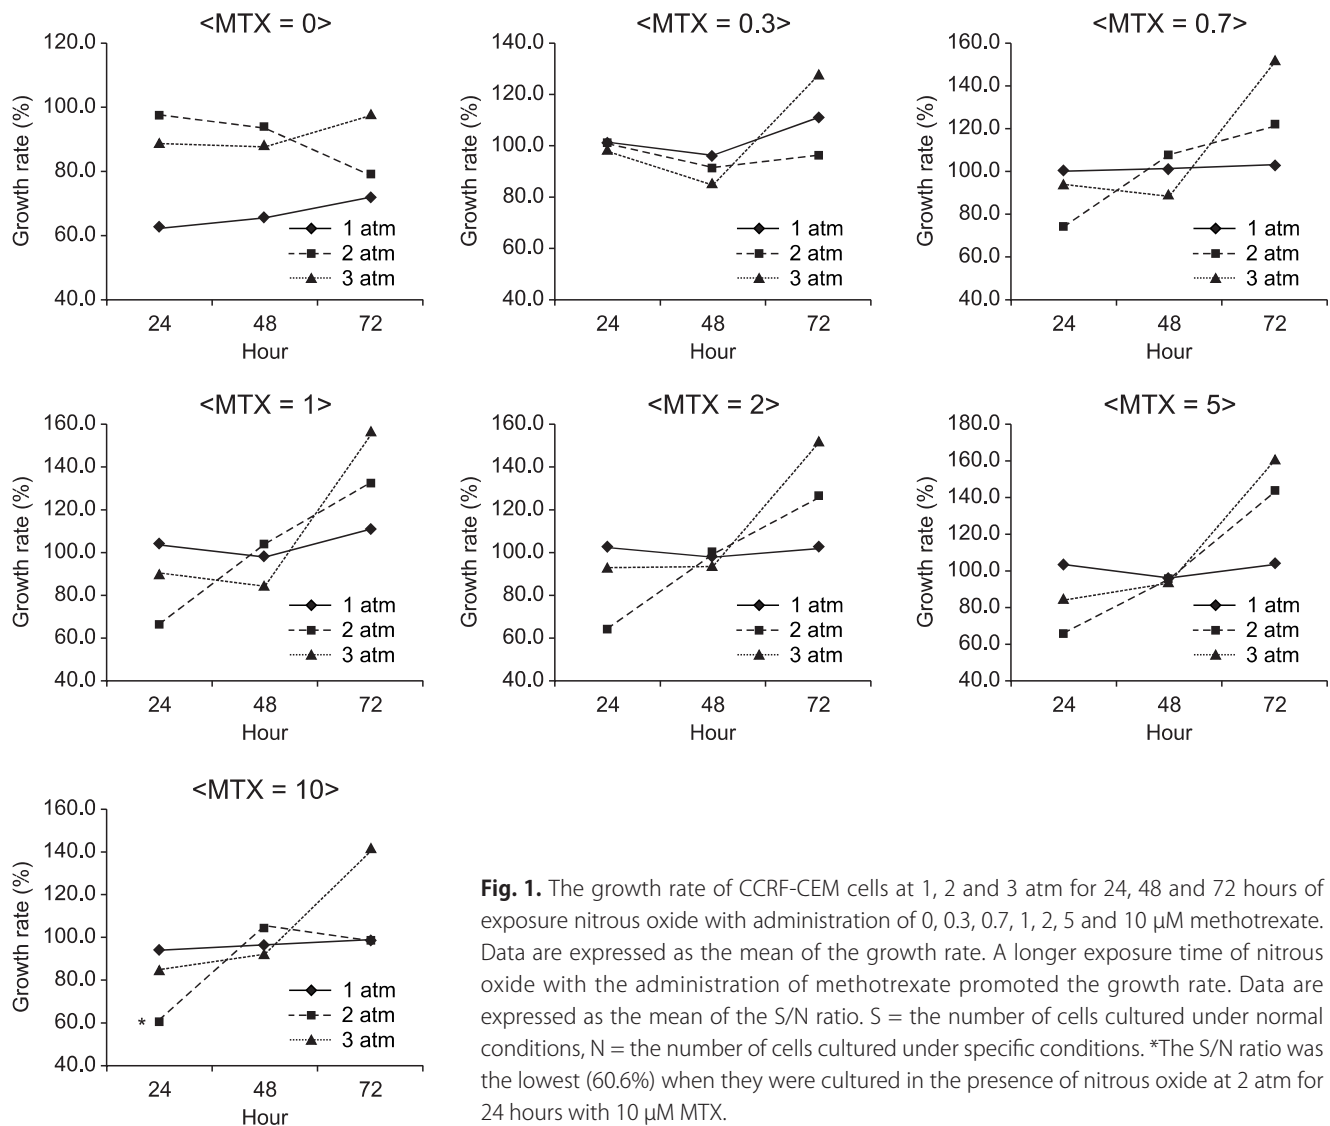 <MTX = 0>
120.0
100.0
80.0
60.0
40.0
Growth rate (%)
1 atm
2 atm
3 atm
24
48
72
Hour
<MTX = 0.3>
140.0
120.0
100.0
80.0
60.0
40.0
Growth rate (%)
1 atm
2 atm
3 atm
24
48
72
Hour
<MTX = 0.7>
160.0
140.0
120.0
100.0
80.0
60.0
40.0
Growth rate (%)
1 atm
2 atm
3 atm
24
48
72
Hour
<MTX = 1>
160.0
140.0
120.0
100.0
80.0
60.0
40.0
Growth rate (%)
1 atm
2 atm
3 atm
24
48
72
Hour
<MTX = 2>
160.0
140.0
120.0
100.0
80.0
60.0
40.0
Growth rate (%)
1 atm
2 atm
3 atm
24
48
72
Hour
<MTX = 5>
180.0
160.0
140.0
120.0
100.0
80.0
60.0
40.0
Growth rate (%)
1 atm
2 atm
3 atm
24
48
72
Hour
<MTX = 10>
160.0
140.0
120.0
100.0
80.0
60.0
40.0
Growth rate (%)
*
1 atm
2 atm
3 atm
24
48
72
Hour
Fig. 1. The growth rate of CCRF-CEM cells at 1, 2 and 3 atm for 24, 48 and 72 hours of
exposure nitrous oxide with administration of 0, 0.3, 0.7, 1, 2, 5 and 10 μM methotrexate.
Data are expressed as the mean of the growth rate. A longer exposure time of nitrous
oxide with the administration of methotrexate promoted the growth rate. Data are
expressed as the mean of the S/N ratio. S = the number of cells cultured under normal
conditions, N = the number of cells cultured under specific conditions. *The S/N ratio was
the lowest (60.6%) when they were cultured in the presence of nitrous oxide at 2 atm for
24 hours with 10 μM MTX.